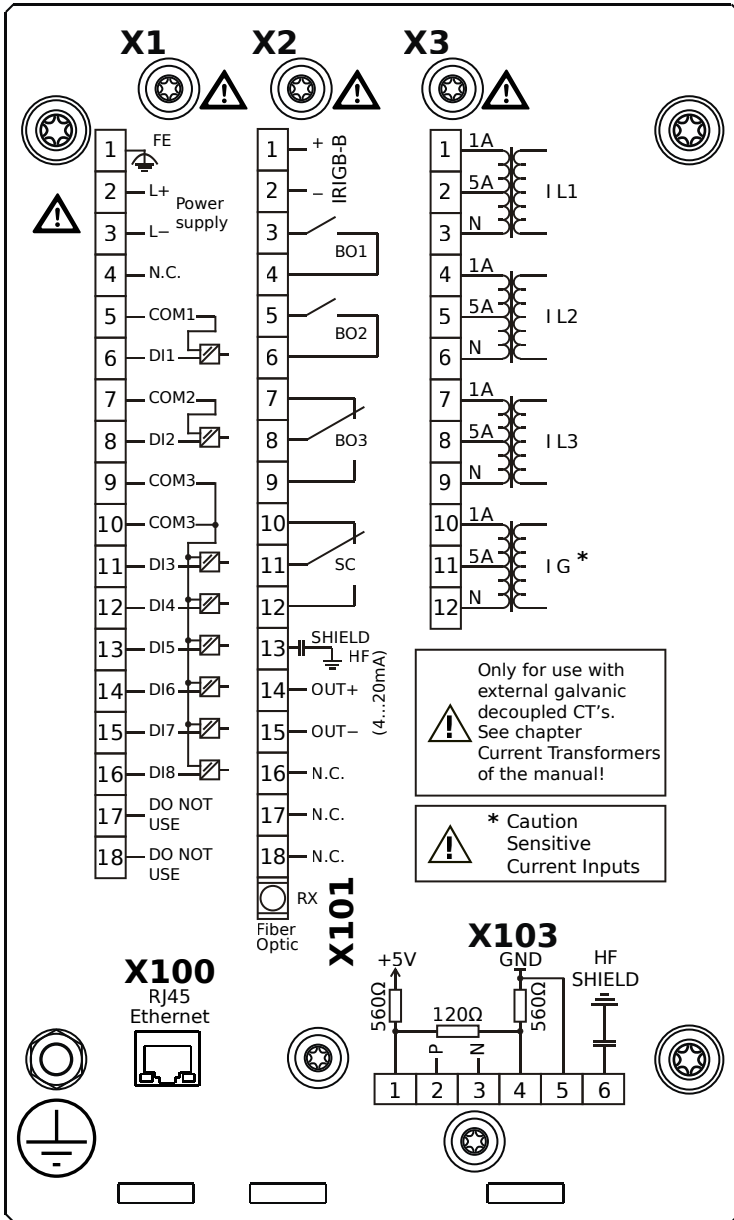 X1
X2
X3
1 FE
2 L+
Power
supply
3 L−
4 N.C.
5 COM1
6 DI1
7 COM2
8 DI2
9 COM3
10 COM3
11 DI3
12 DI4
13 DI5
14 DI6
15 DI7
16 DI8
17 DO NOT
USE
18 DO NOT
USE
1 +
2 −
IRIGB-B
3
BO1
4
5
BO2
6
7
8 BO3
9
10
11 SC
12
13 SHIELD
HF
14 OUT+
15 OUT−
(4...20mA)
16 N.C.
17 N.C.
18 N.C.
RX
Fiber
Optic
X101
1 1A
2 5A I L1
3 N
4 1A
5 5A I L2
6 N
7 1A
8 5A I L3
9 N
10 1A
11 5A I G *
12 N
Only for use with
external galvanic
decoupled CT's.
See chapter
Current Transformers
of the manual!
* Caution
Sensitive
Current Inputs
X100
RJ45
Ethernet
X103
+5V
GND
HF
SHIELD
560Ω
120Ω
560Ω
P
N
1 2 3 4 5 6